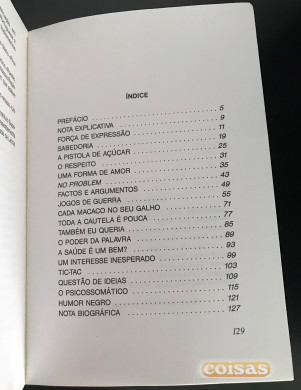 ÍNDICE
PREFÁCIO 5
NOTA EXPLICATIVA 9
FORÇA DE EXPRESSÃO 11
SABEDORIA 19
A PISTOLA DE AÇÚCAR 25
O RESPEITO 31
UMA FORMA DE AMOR 35
NO PROBLEM 43
FACTOS E ARGUMENTOS 49
JOGOS DE GUERRA 55
CADA MACACO NO SEU GALHO 71
TODA A CAUTELA É POUCA 77
TAMBÉM EU QUERIA 85
O PODER DA PALAVRA 89
A SAÚDE É UM BEM? 93
UM INTERESSE INESPERADO 99
TIC-TAC 103
QUESTÃO DE IDEIAS 109
O PSICOSSOMÁTICO 115
HUMOR NEGRO 121
NOTA BIOGRÁFICA 127
129
coisas